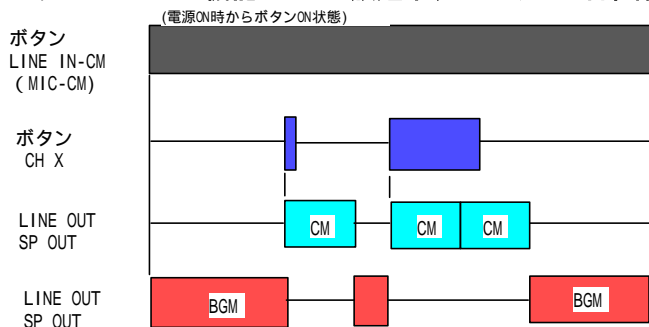 (電源ON時からボタンON状態)
ボタン
LINE IN-CM
(MIC-CM)
ボタン
CH X
LINE OUT
SP OUT
CM
CM
CM
LINE OUT
SP OUT
BGM
BGM